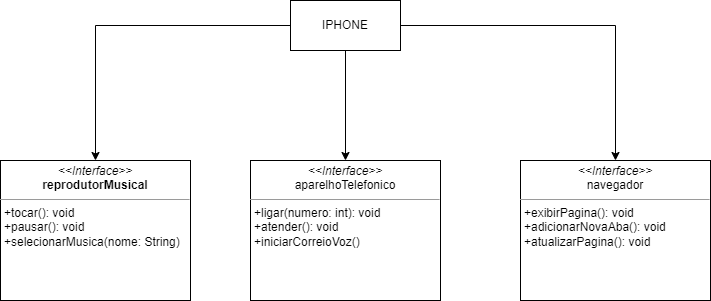 IPHONE
<<Interface>>
reprodutorMusical
+tocar(): void
+pausar(): void
+selecionarMusica(nome: String)
<<Interface>>
aparelhoTelefonico
+ligar(numero: int): void
+atender(): void
+iniciarCorreioVoz()
<<Interface>>
navegador
+exibirPagina(): void
+adicionarNovaAba(): void
+atualizarPagina(): void